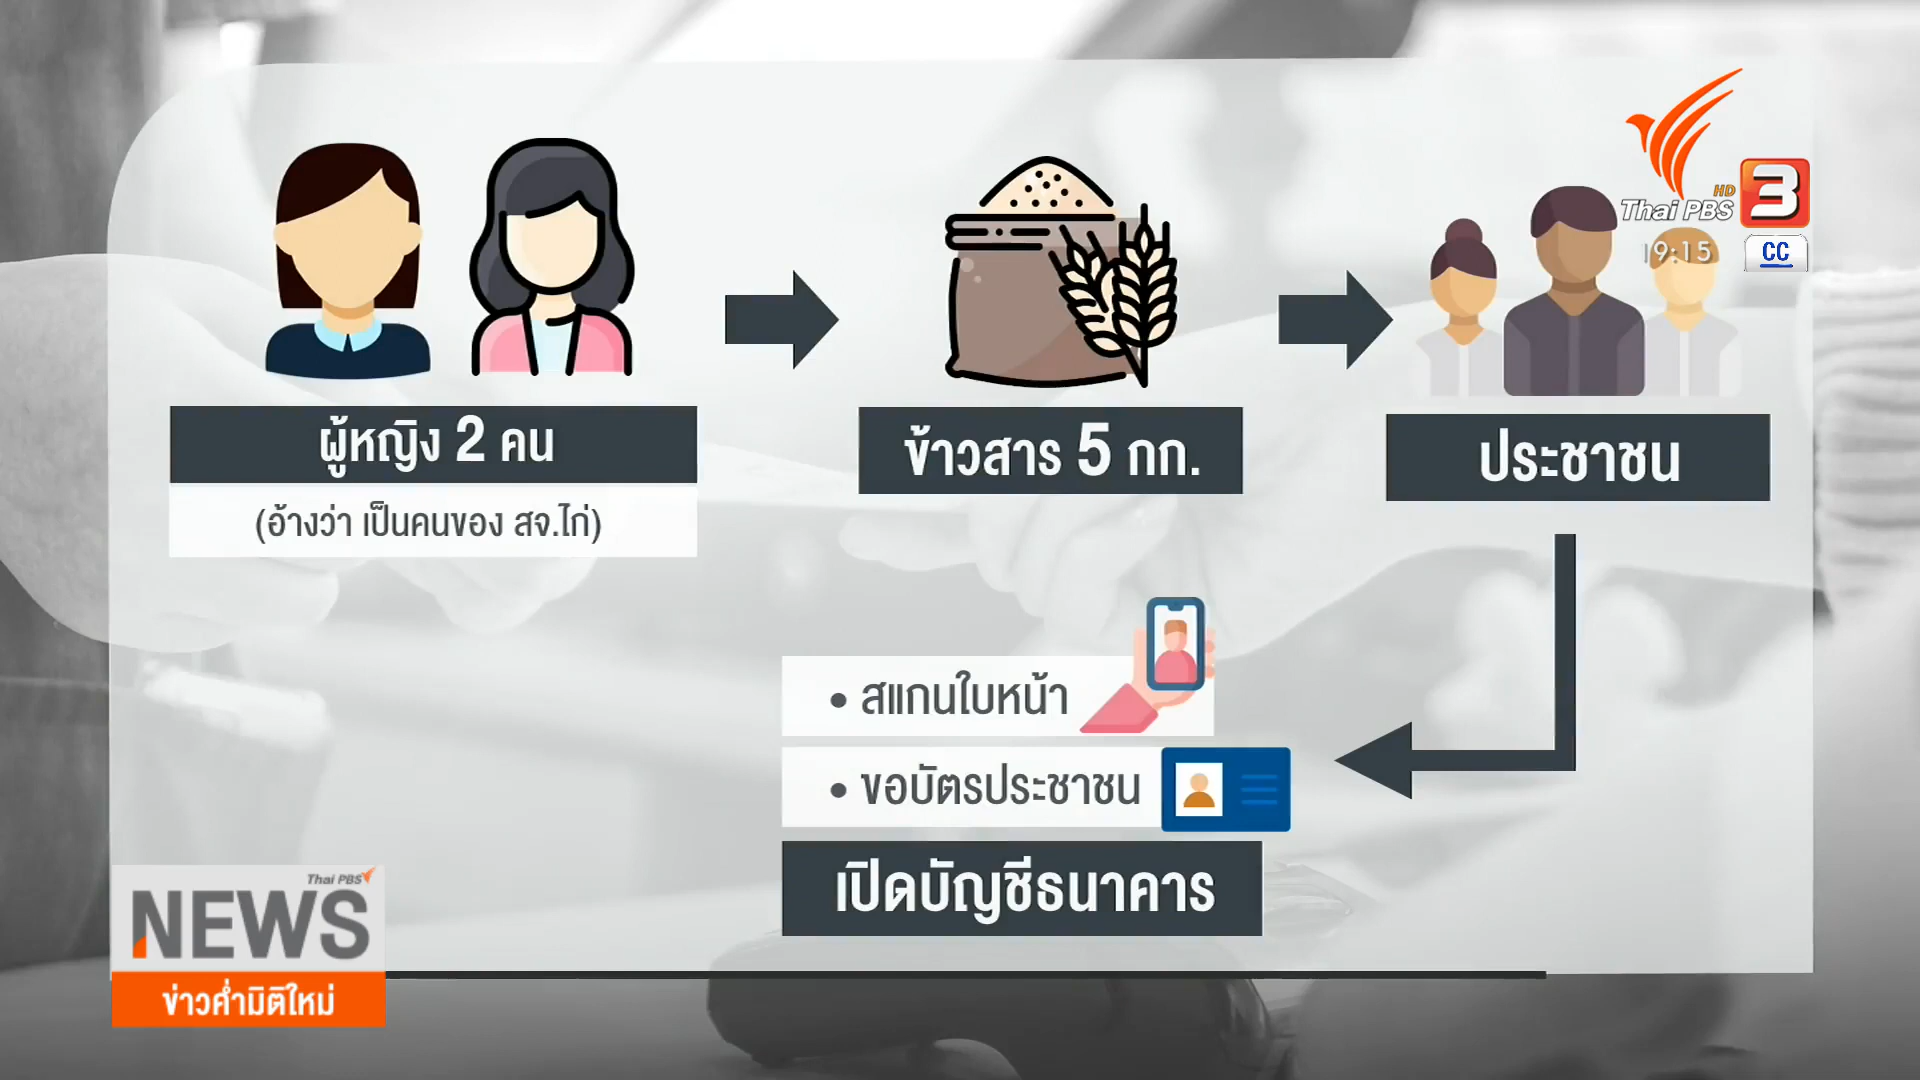 Thai PBS
HD
3
19:15
CC
ผู้หญิง 2 คน
(อ้างว่า เป็นคนของ สจ.ไก่)
ข้าวสาร 5 กก.
ประชาชน
• สแกนใบหน้า
• ขอบัตรประชาชน
เปิดบัญชีธนาคาร
Thai PBS
NEWS
ข่าวค่ำมิติใหม่